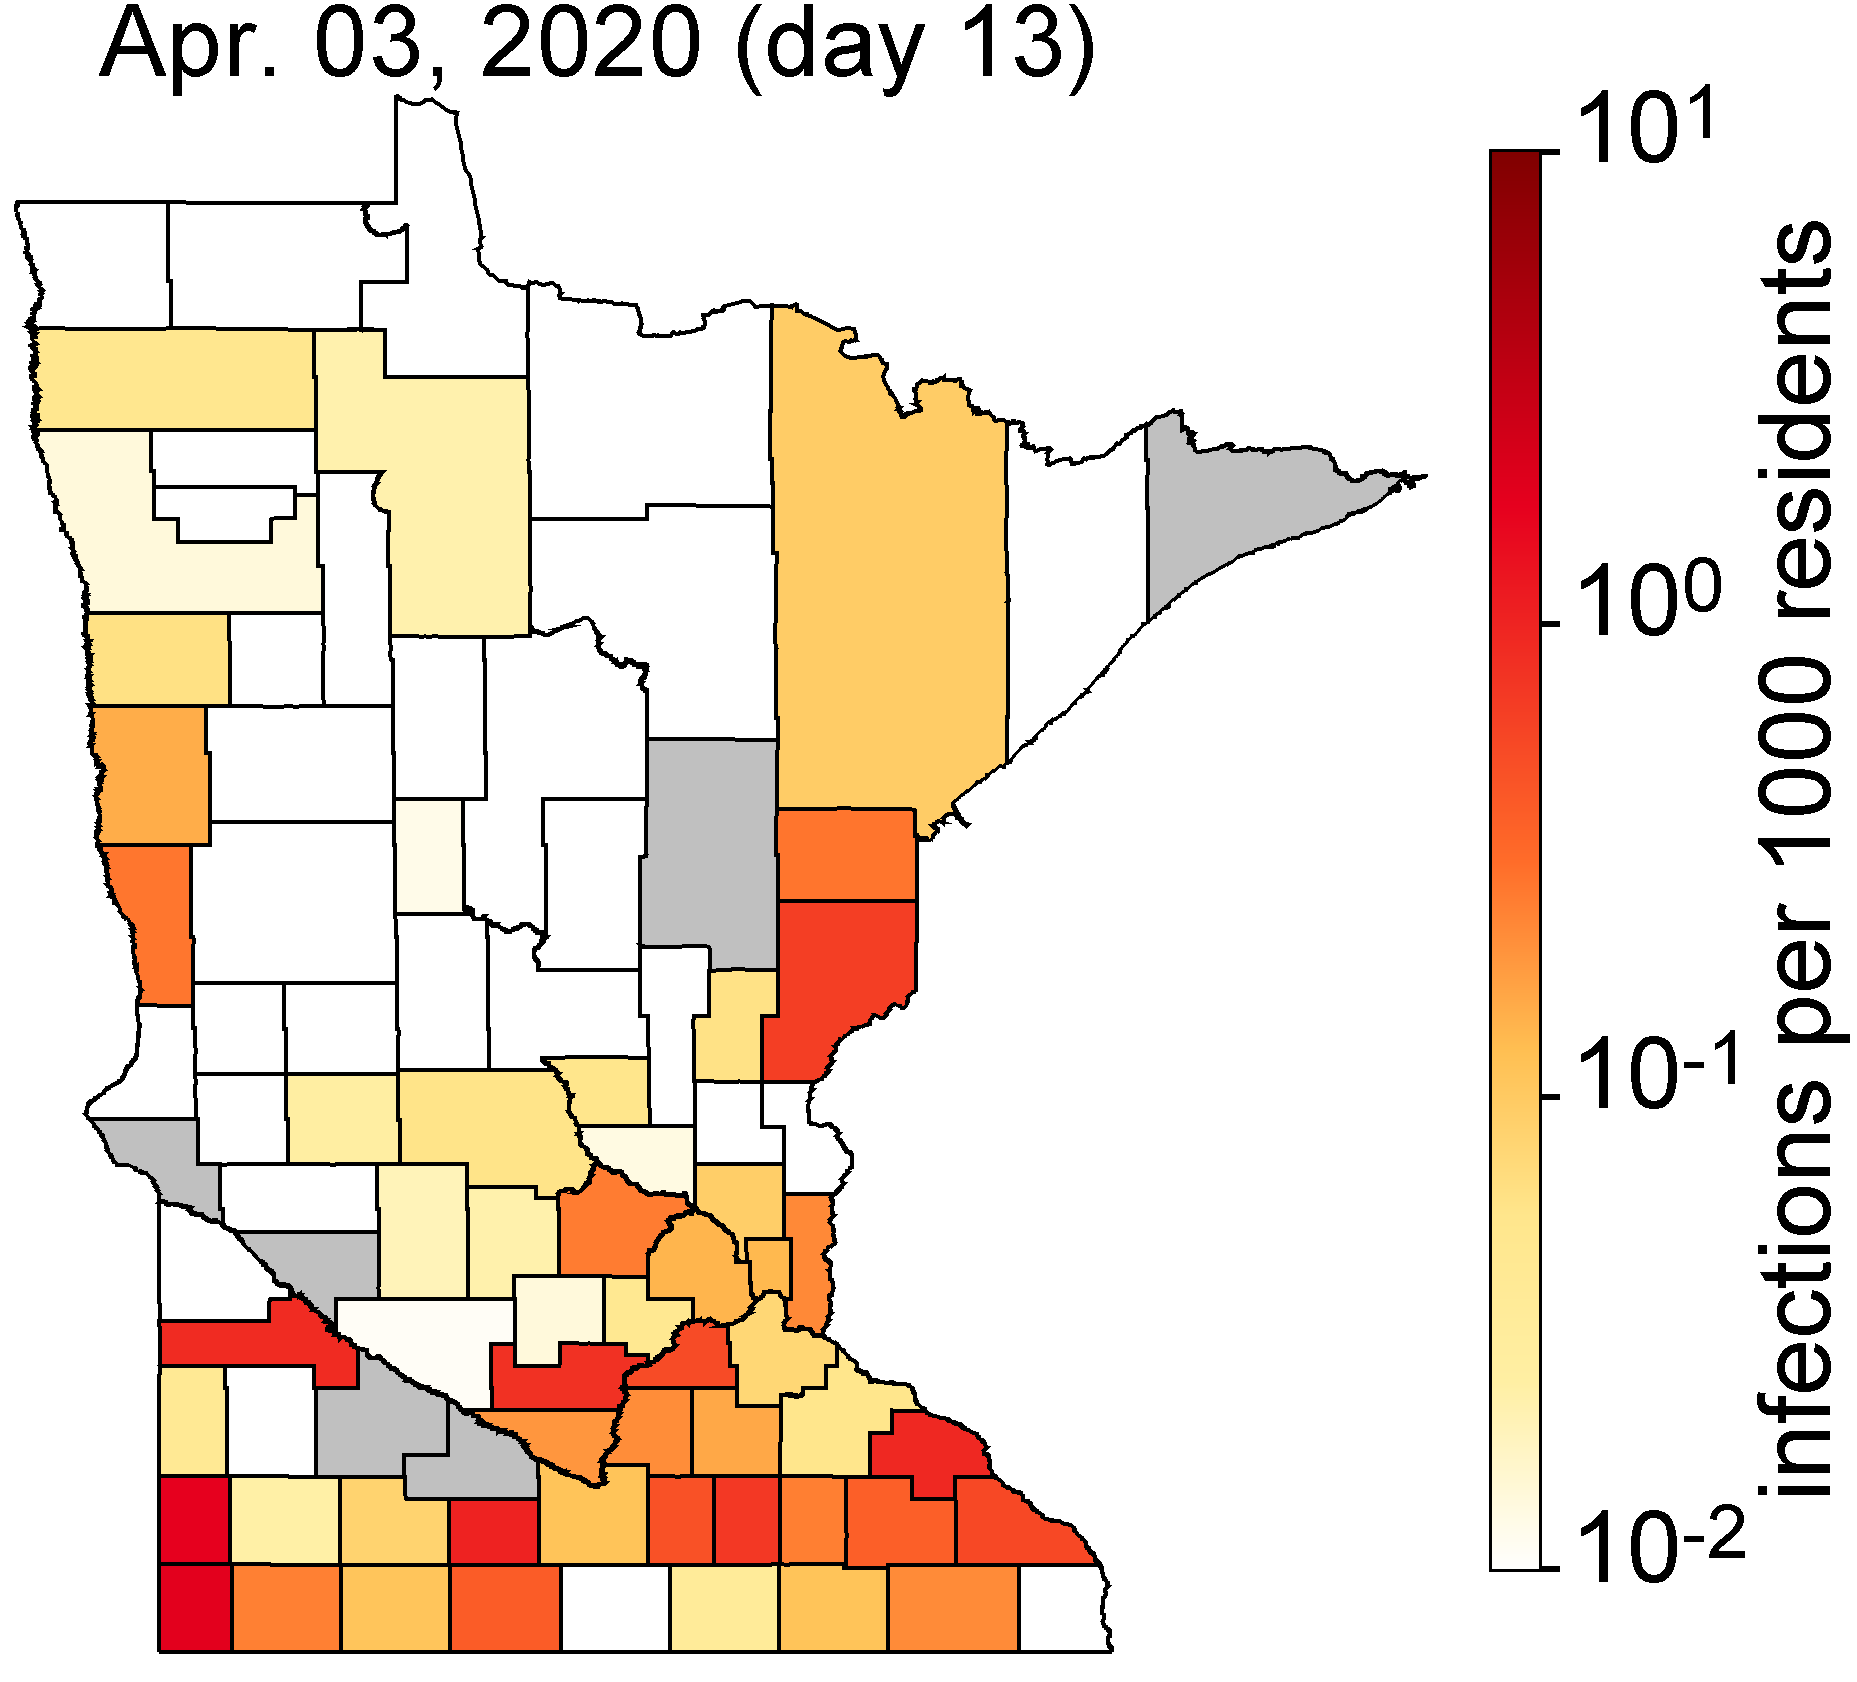 Apr. 03, 2020 (day 13)
10¹
10⁰
10⁻¹
10⁻²
infections per 1000 residents